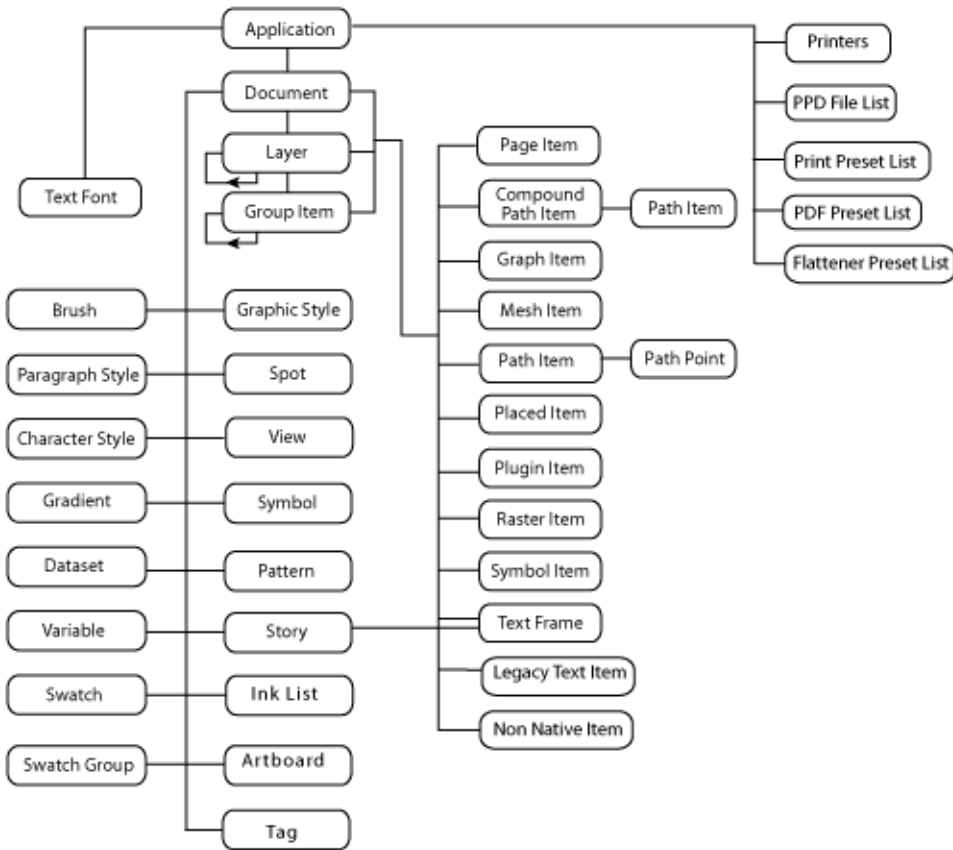 Application
Document
Layer
Group Item
Text Font
Printers
PPD File List
Print Preset List
PDF Preset List
Flattener Preset List
Brush
Graphic Style
Paragraph Style
Spot
Character Style
View
Gradient
Symbol
Dataset
Pattern
Variable
Story
Swatch
Ink List
Swatch Group
Artboard
Tag
Page Item
Compound
Path Item
Path Item
Graph Item
Mesh Item
Path Item
Path Point
Placed Item
Plugin Item
Raster Item
Symbol Item
Text Frame
Legacy Text Item
Non Native Item